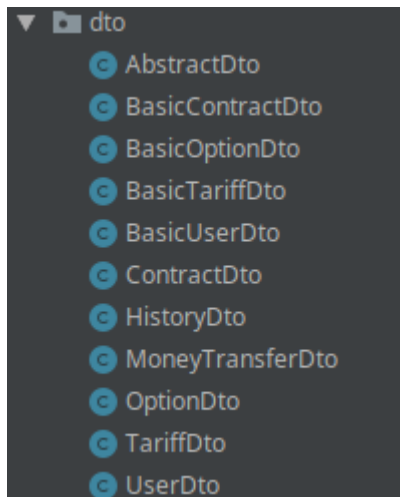 dto
AbstractDto
BasicContractDto
BasicOptionDto
BasicTariffDto
BasicUserDto
ContractDto
HistoryDto
MoneyTransferDto
OptionDto
TariffDto
UserDto